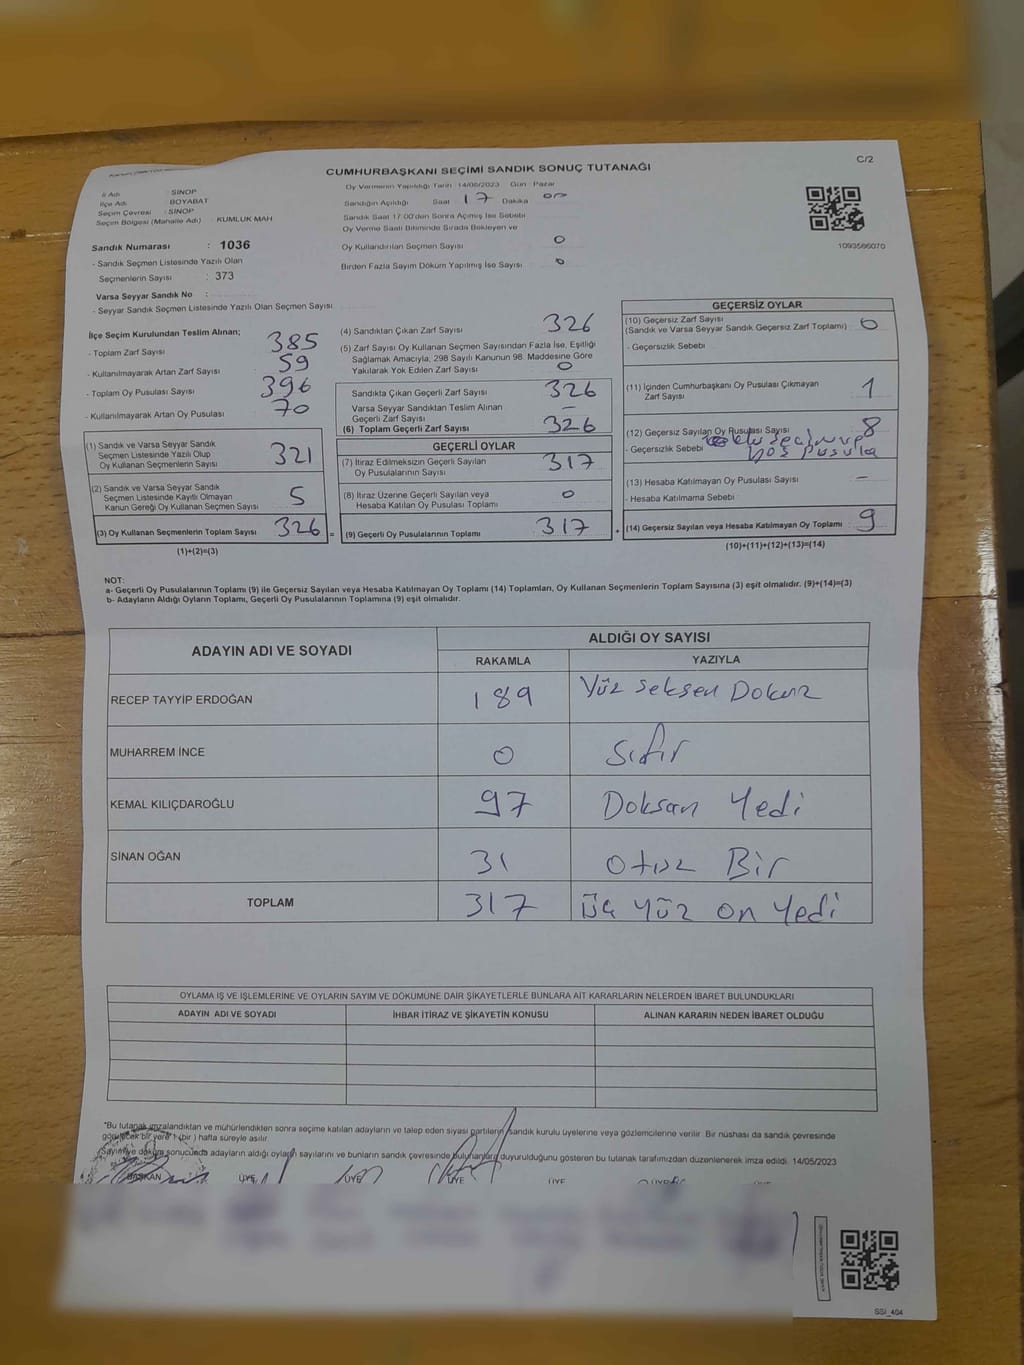 C/2
CUMHURBAŞKANI SEÇİMİ SANDIK SONUÇ TUTANAĞI
İl Adı : SİNOP
İlçe Adı : BOYABAT
Seçim Çevresi : SİNOP
Seçim Bölgesi (Mahalle Adı) : KUMLUK MAH
Oy Vermenin Yapıldığı Tarih 14/05/2023 Gün : Pazar
Sandığın Açıldığı Saat 17 Dakika 00
Sandık Saat 17:00'den Sonra Açılmış İse Sebebi
Oy Verme Saati Bitiminde Sırada Bekleyen ve
Oy Kullandırılan Seçmen Sayısı 0
Birden Fazla Sayım Döküm Yapılmış İse Sayısı 0
1093586070
Sandık Numarası : 1036
- Sandık Seçmen Listesinde Yazılı Olan
Seçmenlerin Sayısı : 373
Varsa Seyyar Sandık No :
- Seyyar Sandık Seçmen Listesinde Yazılı Olan Seçmen Sayısı
İlçe Seçim Kurulundan Teslim Alınan;
- Toplam Zarf Sayısı : 385
- Kullanılmayarak Artan Zarf Sayısı : 59
- Toplam Oy Pusulası Sayısı : 396
- Kullanılmayarak Artan Oy Pusulası : 70
(1) Sandık ve Varsa Seyyar Sandık
Seçmen Listesinde Yazılı Olup
Oy Kullanan Seçmenlerin Sayısı 321
(2) Sandık ve Varsa Seyyar Sandık
Seçmen Listesinde Kayıtlı Olmayan
Kanun Gereği Oy Kullanan Seçmen Sayısı 5
(3) Oy Kullanan Seçmenlerin Toplam Sayısı 326
(1)+(2)=(3)
(4) Sandıktan Çıkan Zarf Sayısı 326
(5) Zarf Sayısı Oy Kullanan Seçmen Sayısından Fazla İse, Eşitliği
Sağlamak Amacıyla, 298 Sayılı Kanunun 98. Maddesine Göre
Yakılarak Yok Edilen Zarf Sayısı 0
Sandıkta Çıkan Geçerli Zarf Sayısı 326
Varsa Seyyar Sandıktan Teslim Alınan
Geçerli Zarf Sayısı -
(6) Toplam Geçerli Zarf Sayısı 326
GEÇERLİ OYLAR
(7) İtiraz Edilmeksizin Geçerli Sayılan
Oy Pusulalarının Sayısı 317
(8) İtiraz Üzerine Geçerli Sayılan veya
Hesaba Katılan Oy Pusulası Toplamı 0
= (9) Geçerli Oy Pusulalarının Toplamı 317 +
GEÇERSİZ OYLAR
(10) Geçersiz Zarf Sayısı
(Sandık ve Varsa Seyyar Sandık Geçersiz Zarf Toplamı) : 0
- Geçersizlik Sebebi :
(11) İçinden Cumhurbaşkanı Oy Pusulası Çıkmayan
Zarf Sayısı : 1
(12) Geçersiz Sayılan Oy Pusulası Sayısı : 8
- Geçersizlik Sebebi
Boş Pusula
(13) Hesaba Katılmayan Oy Pusulası Sayısı : -
- Hesaba Katılmama Sebebi :
(14) Geçersiz Sayılan veya Hesaba Katılmayan Oy Toplamı : 9
(10)+(11)+(12)+(13)=(14)
NOT:
a- Geçerli Oy Pusulalarının Toplamı (9) ile Geçersiz Sayılan veya Hesaba Katılmayan Oy Toplamı (14) Toplamları, Oy Kullanan Seçmenlerin Toplam Sayısına (3) eşit olmalıdır. (9)+(14)=(3)
b- Adayların Aldığı Oyların Toplamı, Geçerli Oy Pusulalarının Toplamına (9) eşit olmalıdır.
ADAYIN ADI VE SOYADI
ALDIĞI OY SAYISI
RAKAMLA YAZIYLA
RECEP TAYYİP ERDOĞAN 189 Yüz Seksen Dokuz
MUHARREM İNCE 0 Sıfır
KEMAL KILIÇDAROĞLU 97 Doksan Yedi
SİNAN OĞAN 31 Otuz Bir
TOPLAM 317 üç yüz on yedi
OYLAMA İŞ VE İŞLEMLERİNE VE OYLARIN SAYIM VE DÖKÜMÜNE DAİR ŞİKAYETLERLE BUNLARA AİT KARARLARIN NELERDEN İBARET BULUNDUKLARI
ADAYIN ADI VE SOYADI İHBAR İTİRAZ VE ŞİKAYETİN KONUSU ALINAN KARARIN NEDEN İBARET OLDUĞU
*Bu tutanak imzalandıktan ve mühürlendikten sonra seçime katılan adayların ve talep eden siyasi partilerin sandık kurulu üyelerine veya gözlemcilerine verilir. Bir nüshası da sandık çevresinde
görülecek bir yere 1 (bir) hafta süreyle asılır.
Sayım ve döküm sonucunda adayların aldığı oyların sayılarını ve bunların sandık çevresinde bulunanlara duyurulduğunu gösteren bu tutanak tarafımızdan düzenlenerek imza edildi. 14/05/2023
BAŞKAN ÜYE ÜYE ÜYE ÜYE ÜYE ÜYE
SSİ_404